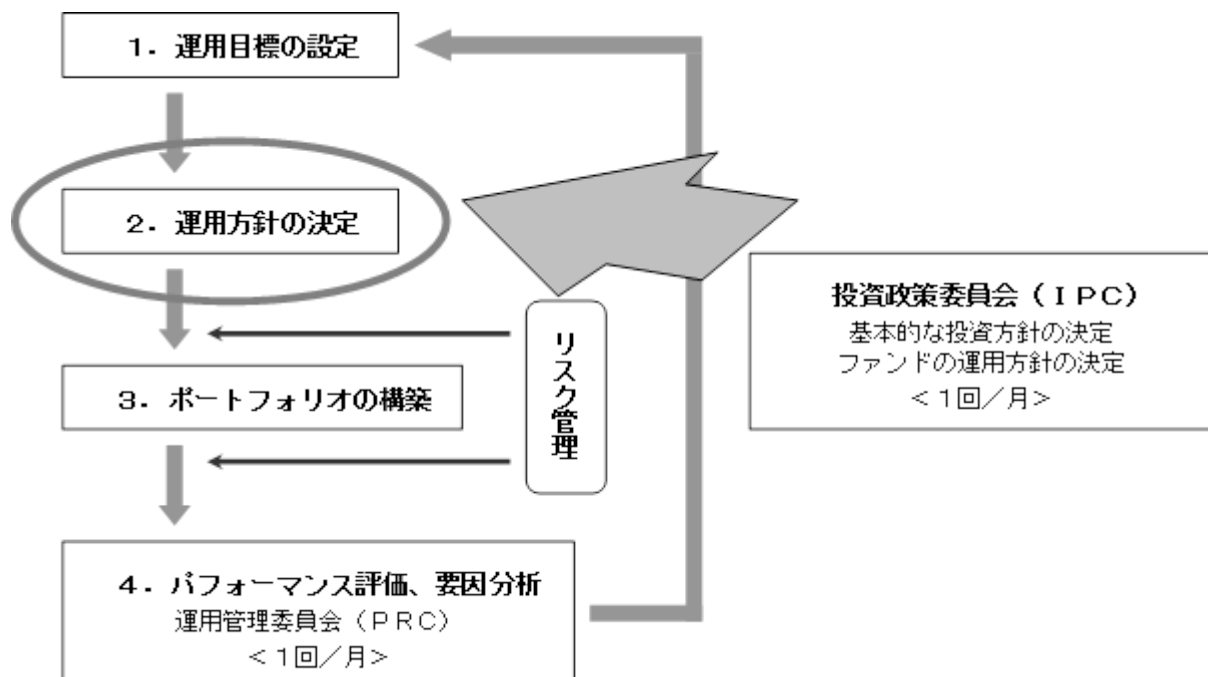 １．運用目標の設定
２．運用方針の決定
３．ポートフォリオの構築
リスク管理
４．パフォーマンス評価、要因分析
運用管理委員会（ＰＲＣ）
＜１回／月＞
投資政策委員会（ＩＰＣ）
基本的な投資方針の決定
ファンドの運用方針の決定
＜１回／月＞